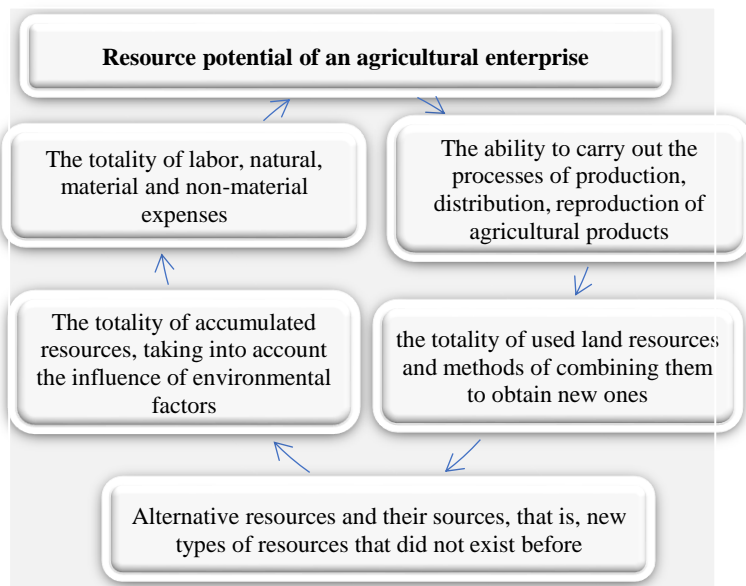 Resource potential of an agricultural enterprise
The totality of labor, natural,
material and non-material
expenses
The ability to carry out the
processes of production,
distribution, reproduction of
agricultural products
The totality of accumulated
resources, taking into account
the influence of environmental
factors
the totality of used land resources
and methods of combining them
to obtain new ones
Alternative resources and their sources, that is, new
types of resources that did not exist before